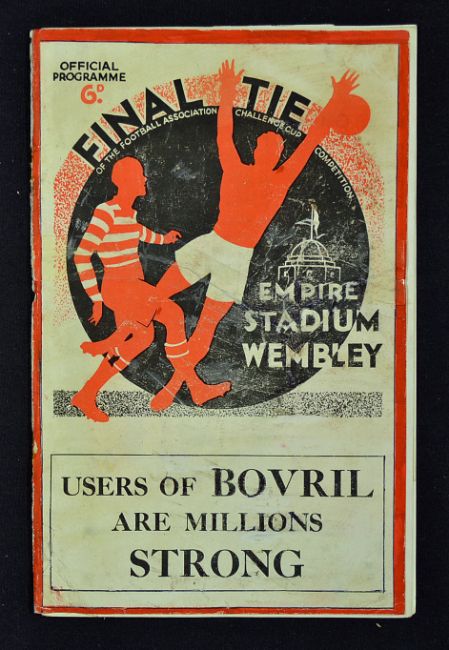 OFFICIAL
PROGRAMME
6D
FINAL TIE
OF THE FOOTBALL ASSOCIATION CHALLENGE CUP COMPETITION.
EMPIRE
STADIUM
WEMBLEY
USERS OF BOVRIL
ARE MILLIONS
STRONG